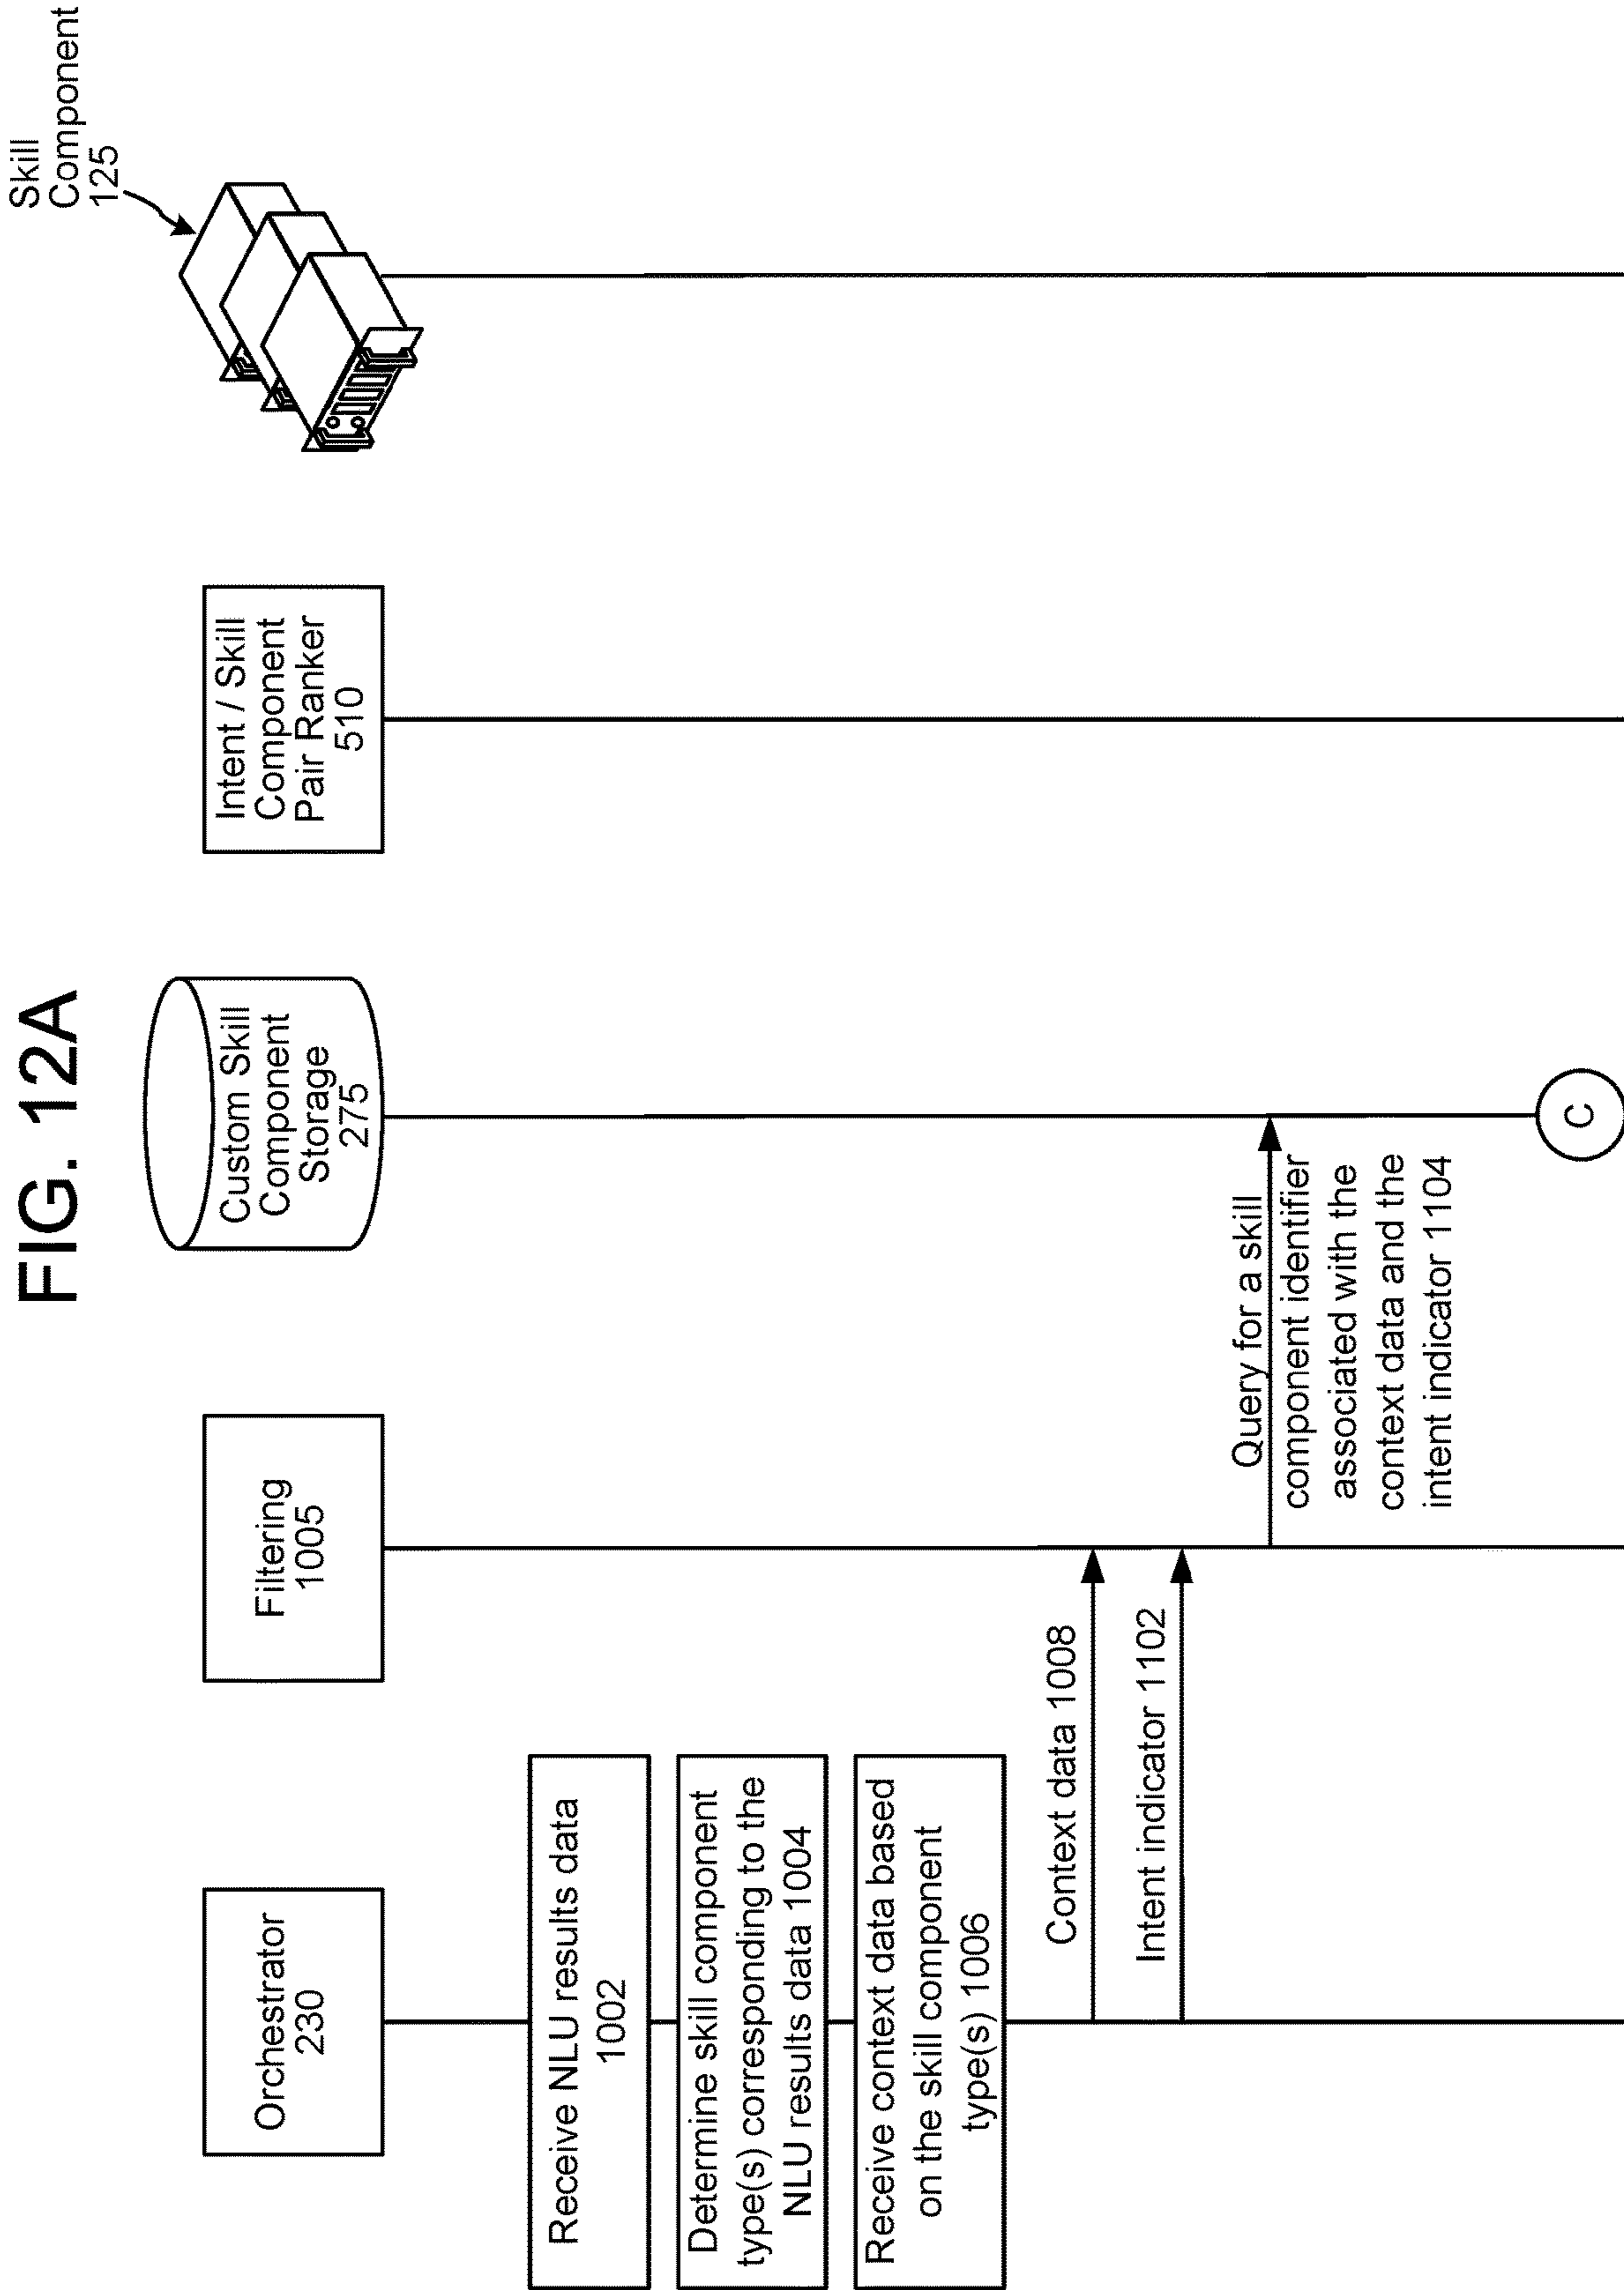 FIG. 12A
Orchestrator
230
Filtering
1005
Custom Skill
Component
Storage
275
Intent / Skill
Component
Pair Ranker
510
Skill
Component
125
Receive NLU results data
1002
Determine skill component
type(s) corresponding to the
NLU results data 1004
Receive context data based
on the skill component
type(s) 1006
Context data 1008
Intent indicator 1102
Query for a skill
component identifier
associated with the
context data and the
intent indicator 1104
C